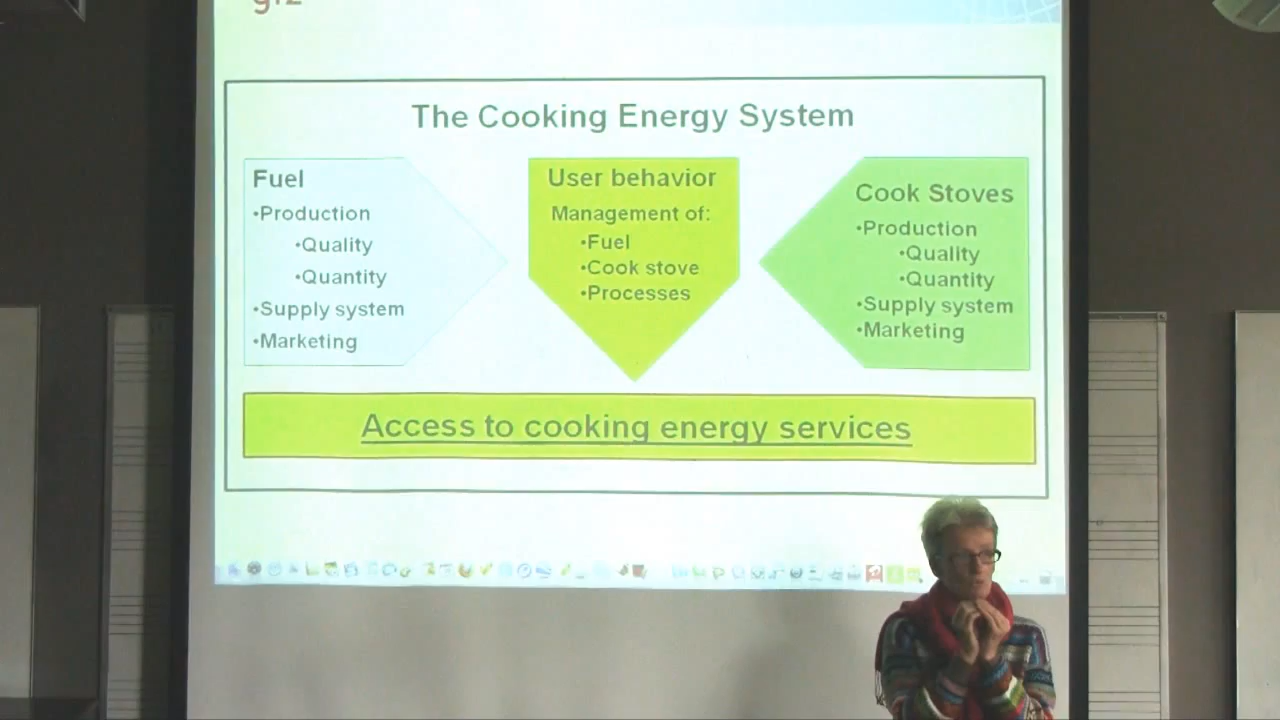 giz
The Cooking Energy System
Fuel
•Production
•Quality
•Quantity
•Supply system
•Marketing
User behavior
Management of:
•Fuel
•Cook stove
•Processes
Cook Stoves
•Production
•Quality
•Quantity
•Supply system
•Marketing
Access to cooking energy services